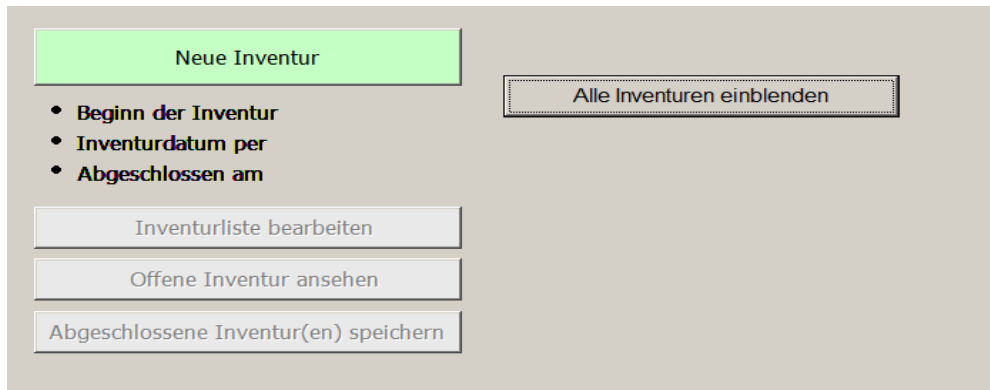 Neue Inventur
Alle Inventuren einblenden
• Beginn der Inventur
• Inventurdatum per
• Abgeschlossen am
Inventurliste bearbeiten
Offene Inventur ansehen
Abgeschlossene Inventur(en) speichern